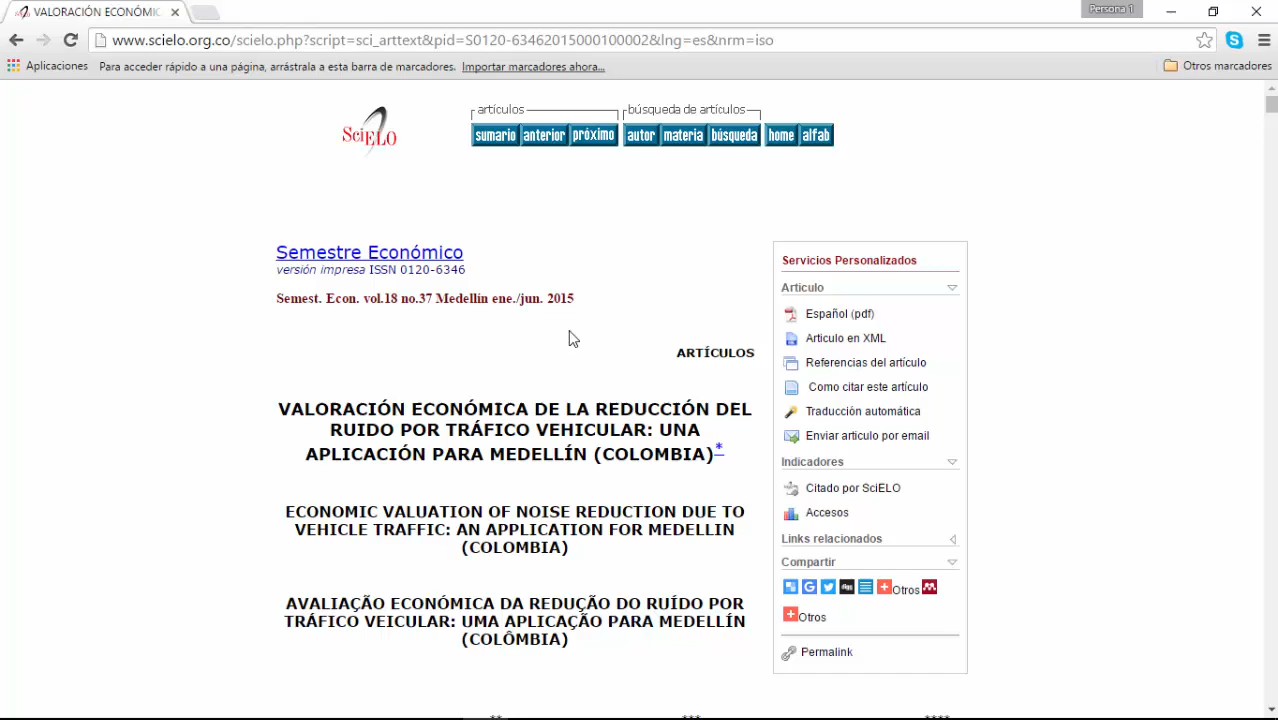 VALORACIÓN ECONÓMIC
Persona 1
www.scielo.org.co/scielo.php?script=sci_arttext&pid=S0120-63462015000100002&lng=es&nrm=iso
Aplicaciones Para acceder rápido a una página, arrástrala a esta barra de marcadores. Importar marcadores ahora... Otros marcadores
artículos búsqueda de artículos
SciELO
sumario anterior próximo autor materia búsqueda home alfab
Semestre Económico
versión impresa ISSN 0120-6346
Semest. Econ. vol.18 no.37 Medellín ene./jun. 2015
ARTÍCULOS
VALORACIÓN ECONÓMICA DE LA REDUCCIÓN DEL
RUIDO POR TRÁFICO VEHICULAR: UNA
APLICACIÓN PARA MEDELLÍN (COLOMBIA)*
ECONOMIC VALUATION OF NOISE REDUCTION DUE TO
VEHICLE TRAFFIC: AN APPLICATION FOR MEDELLIN
(COLOMBIA)
AVALIAÇÃO ECONÓMICA DA REDUÇÃO DO RUÍDO POR
TRÁFICO VEICULAR: UMA APLICAÇÃO PARA MEDELLÍN
(COLÔMBIA)
** *** ****
Servicios Personalizados
Articulo
Español (pdf)
Articulo en XML
Referencias del artículo
Como citar este artículo
Traducción automática
Enviar articulo por email
Indicadores
Citado por SciELO
Accesos
Links relacionados
Compartir
Otros
Otros
Permalink